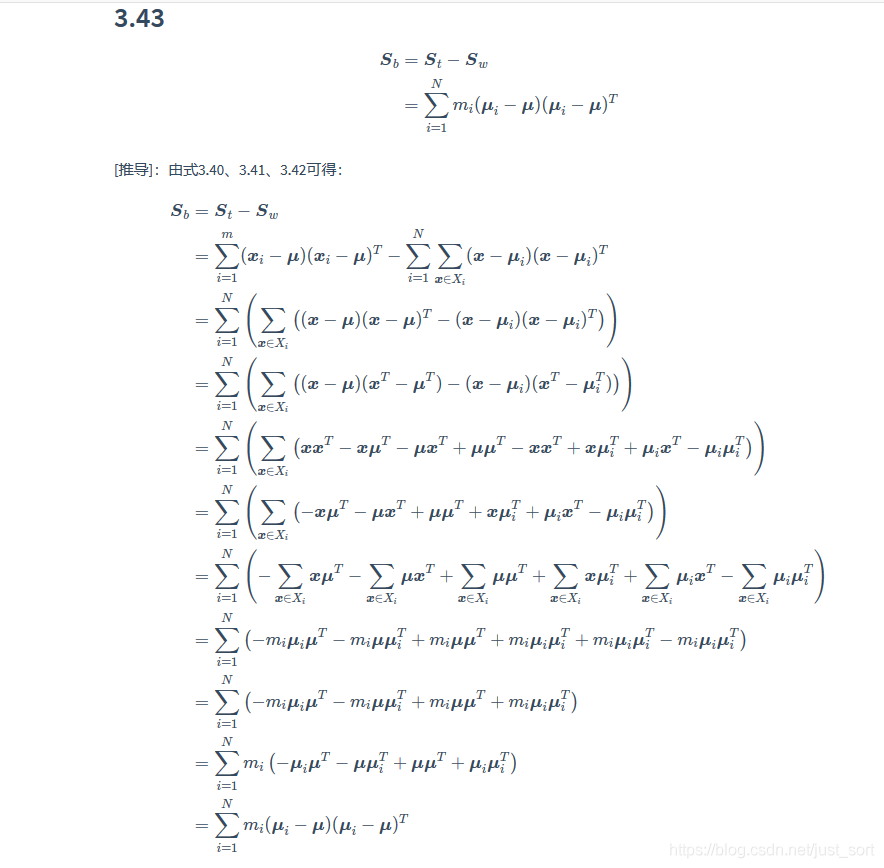 3.43
$\boldsymbol{S}_b = \boldsymbol{S}_t - \boldsymbol{S}_w$
$= \sum_{i=1}^{N} m_i(\boldsymbol{\mu}_i - \boldsymbol{\mu})(\boldsymbol{\mu}_i - \boldsymbol{\mu})^T$
[推导]：由式3.40、3.41、3.42可得：
$\boldsymbol{S}_b = \boldsymbol{S}_t - \boldsymbol{S}_w$
$= \sum_{i=1}^{m} (\boldsymbol{x}_i - \boldsymbol{\mu})(\boldsymbol{x}_i - \boldsymbol{\mu})^T - \sum_{i=1}^{N} \sum_{\boldsymbol{x} \in X_i} (\boldsymbol{x} - \boldsymbol{\mu}_i)(\boldsymbol{x} - \boldsymbol{\mu}_i)^T$
$= \sum_{i=1}^{N} \left( \sum_{\boldsymbol{x} \in X_i} \left( (\boldsymbol{x} - \boldsymbol{\mu})(\boldsymbol{x} - \boldsymbol{\mu})^T - (\boldsymbol{x} - \boldsymbol{\mu}_i)(\boldsymbol{x} - \boldsymbol{\mu}_i)^T \right) \right)$
$= \sum_{i=1}^{N} \left( \sum_{\boldsymbol{x} \in X_i} \left( (\boldsymbol{x} - \boldsymbol{\mu})(\boldsymbol{x}^T - \boldsymbol{\mu}^T) - (\boldsymbol{x} - \boldsymbol{\mu}_i)(\boldsymbol{x}^T - \boldsymbol{\mu}_i^T) \right) \right)$
$= \sum_{i=1}^{N} \left( \sum_{\boldsymbol{x} \in X_i} \left( \boldsymbol{x}\boldsymbol{x}^T - \boldsymbol{x}\boldsymbol{\mu}^T - \boldsymbol{\mu}\boldsymbol{x}^T + \boldsymbol{\mu}\boldsymbol{\mu}^T - \boldsymbol{x}\boldsymbol{x}^T + \boldsymbol{x}\boldsymbol{\mu}_i^T + \boldsymbol{\mu}_i\boldsymbol{x}^T - \boldsymbol{\mu}_i\boldsymbol{\mu}_i^T \right) \right)$
$= \sum_{i=1}^{N} \left( \sum_{\boldsymbol{x} \in X_i} \left( -\boldsymbol{x}\boldsymbol{\mu}^T - \boldsymbol{\mu}\boldsymbol{x}^T + \boldsymbol{\mu}\boldsymbol{\mu}^T + \boldsymbol{x}\boldsymbol{\mu}_i^T + \boldsymbol{\mu}_i\boldsymbol{x}^T - \boldsymbol{\mu}_i\boldsymbol{\mu}_i^T \right) \right)$
$= \sum_{i=1}^{N} \left( -\sum_{\boldsymbol{x} \in X_i} \boldsymbol{x}\boldsymbol{\mu}^T - \sum_{\boldsymbol{x} \in X_i} \boldsymbol{\mu}\boldsymbol{x}^T + \sum_{\boldsymbol{x} \in X_i} \boldsymbol{\mu}\boldsymbol{\mu}^T + \sum_{\boldsymbol{x} \in X_i} \boldsymbol{x}\boldsymbol{\mu}_i^T + \sum_{\boldsymbol{x} \in X_i} \boldsymbol{\mu}_i\boldsymbol{x}^T - \sum_{\boldsymbol{x} \in X_i} \boldsymbol{\mu}_i\boldsymbol{\mu}_i^T \right)$
$= \sum_{i=1}^{N} \left( -m_i\boldsymbol{\mu}_i\boldsymbol{\mu}^T - m_i\boldsymbol{\mu}\boldsymbol{\mu}_i^T + m_i\boldsymbol{\mu}\boldsymbol{\mu}^T + m_i\boldsymbol{\mu}_i\boldsymbol{\mu}_i^T + m_i\boldsymbol{\mu}_i\boldsymbol{\mu}_i^T - m_i\boldsymbol{\mu}_i\boldsymbol{\mu}_i^T \right)$
$= \sum_{i=1}^{N} \left( -m_i\boldsymbol{\mu}_i\boldsymbol{\mu}^T - m_i\boldsymbol{\mu}\boldsymbol{\mu}_i^T + m_i\boldsymbol{\mu}\boldsymbol{\mu}^T + m_i\boldsymbol{\mu}_i\boldsymbol{\mu}_i^T \right)$
$= \sum_{i=1}^{N} m_i \left( -\boldsymbol{\mu}_i\boldsymbol{\mu}^T - \boldsymbol{\mu}\boldsymbol{\mu}_i^T + \boldsymbol{\mu}\boldsymbol{\mu}^T + \boldsymbol{\mu}_i\boldsymbol{\mu}_i^T \right)$
$= \sum_{i=1}^{N} m_i(\boldsymbol{\mu}_i - \boldsymbol{\mu})(\boldsymbol{\mu}_i - \boldsymbol{\mu})^T$
https://blog.csdn.net/just_sort